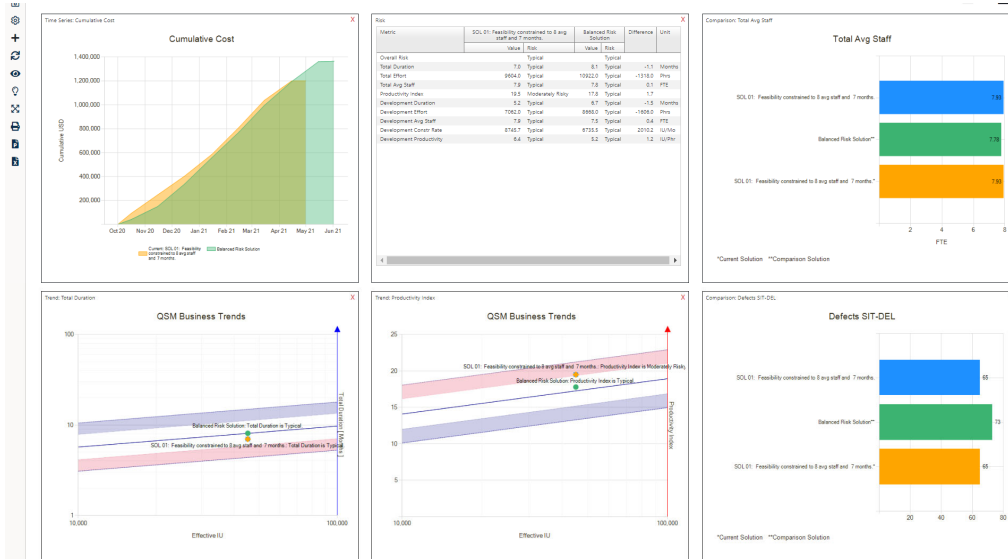 Time Series: Cumulative Cost X
Cumulative Cost
1,400,000
1,200,000
1,000,000
800,000
600,000
400,000
200,000
Cumulative USD
Oct 20 Nov 20 Dec 20 Jan 21 Feb 21 Mar 21 Apr 21 May 21 Jun 21
Current: SOL 01: Feasibility
constrained to 8 avg staff
and 7 months.
Balanced Risk Solution
Risk X
Metric SOL 01: Feasibility constrained to 8 avg staff and 7 months. Balanced Risk Solution Difference Unit
Value Risk Value Risk
Overall Risk Typical Typical
Total Duration 7.0 Typical 8.1 Typical -1.1 Months
Total Effort 9604.0 Typical 10922.0 Typical -1318.0 Phrs
Total Avg Staff 7.9 Typical 7.8 Typical 0.1 FTE
Productivity Index 19.5 Moderately Risky 17.8 Typical 1.7
Development Duration 5.2 Typical 6.7 Typical -1.5 Months
Development Effort 7062.0 Typical 8668.0 Typical -1606.0 Phrs
Development Avg Staff 7.9 Typical 7.5 Typical 0.4 FTE
Development Constr Rate 8745.7 Typical 6735.5 Typical 2010.2 IU/Mo
Development Productivity 6.4 Typical 5.2 Typical 1.2 IU/Phr
Comparison: Total Avg Staff
Total Avg Staff
SOL 01: Feasibility constrained to 8 avg staff and 7 months. 7.93
Balanced Risk Solution** 7.78
SOL 01: Feasibility constrained to 8 avg staff and 7 months.* 7.93
2 4 6 8
FTE
*Current Solution **Comparison Solution
Trend: Total Duration X
QSM Business Trends
100
10
1
Balanced Risk Solution: Total Duration is Typical.
SOL 01: Feasibility constrained to 8 avg staff and 7 months.: Total Duration is Typical.
Total Duration [Months]
10,000 100,000
Effective IU
Trend: Productivity Index X
QSM Business Trends
25
20
15
10
5
SOL 01: Feasibility constrained to 8 avg staff and 7 months.: Productivity Index is Moderately Risky.
Balanced Risk Solution: Productivity Index is Typical.
Productivity Index
10,000 100,000
Effective IU
Comparison: Defects SIT-DEL
Defects SIT-DEL
SOL 01: Feasibility constrained to 8 avg staff and 7 months. 65
Balanced Risk Solution** 73
SOL 01: Feasibility constrained to 8 avg staff and 7 months.* 65
20 40 60 80
*Current Solution **Comparison Solution